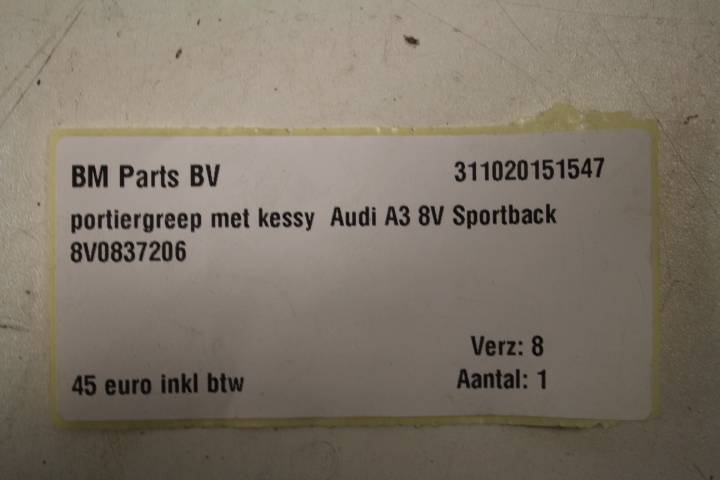 BM Parts BV 311020151547
portiergreep met kessy Audi A3 8V Sportback
8V0837206
Verz: 8
45 euro inkl btw Aantal: 1